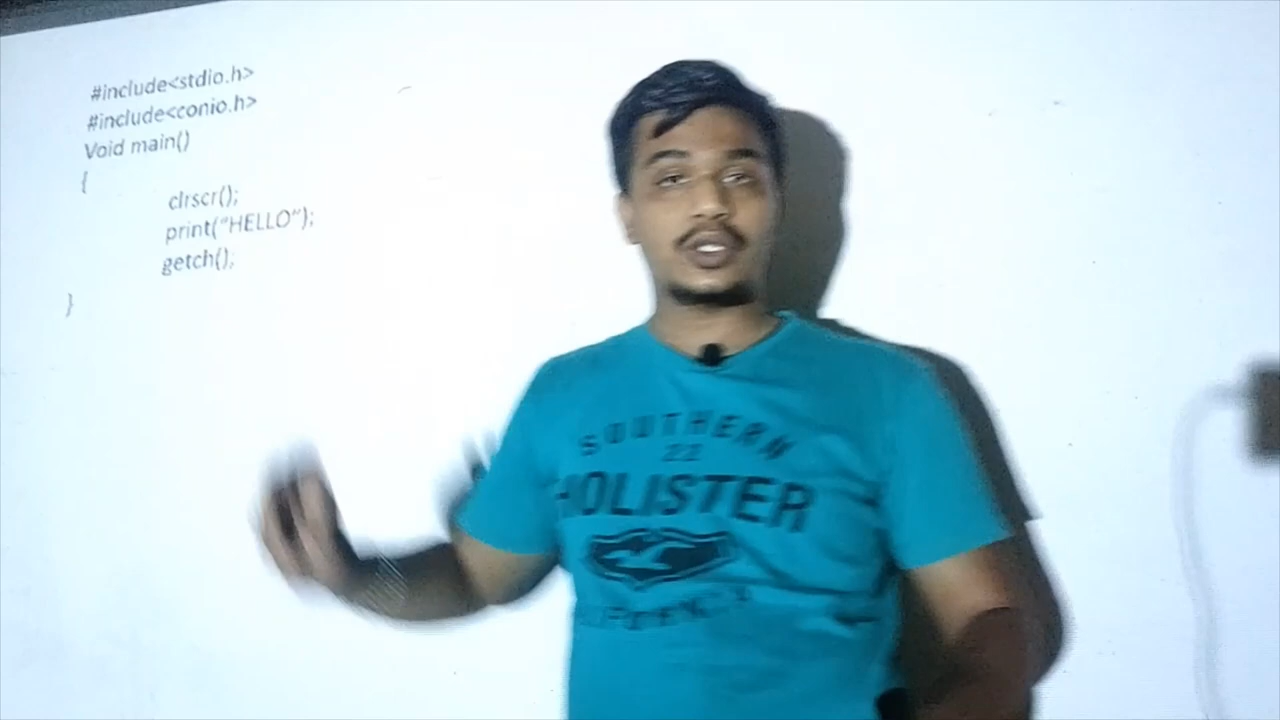 #include<stdio.h>
#include<conio.h>
Void main()
{
clrscr();
print("HELLO");
getch();
}
SOUTHERN
22
HOLISTER